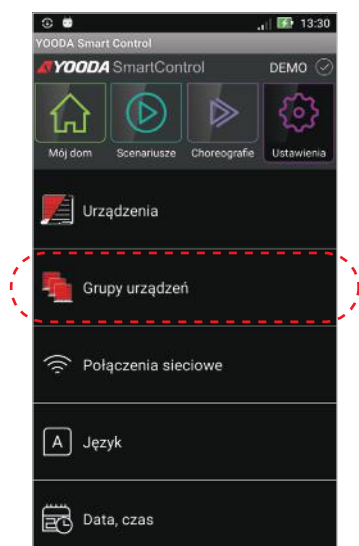 13:30
YOODA Smart Control
YOODA SmartControl DEMO
Mój dom Scenariusze Choreografie Ustawienia
Urządzenia
Grupy urządzeń
Połączenia sieciowe
A Język
Data, czas